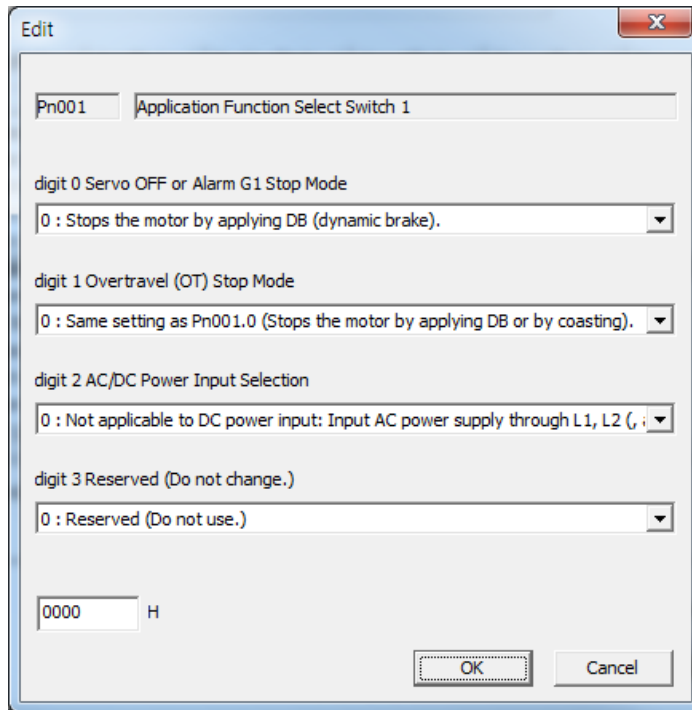 Edit
Pn001 Application Function Select Switch 1
digit 0 Servo OFF or Alarm G1 Stop Mode
0 : Stops the motor by applying DB (dynamic brake).
digit 1 Overtravel (OT) Stop Mode
0 : Same setting as Pn001.0 (Stops the motor by applying DB or by coasting).
digit 2 AC/DC Power Input Selection
0 : Not applicable to DC power input: Input AC power supply through L1, L2 (,
digit 3 Reserved (Do not change.)
0 : Reserved (Do not use.)
0000 H
OK Cancel